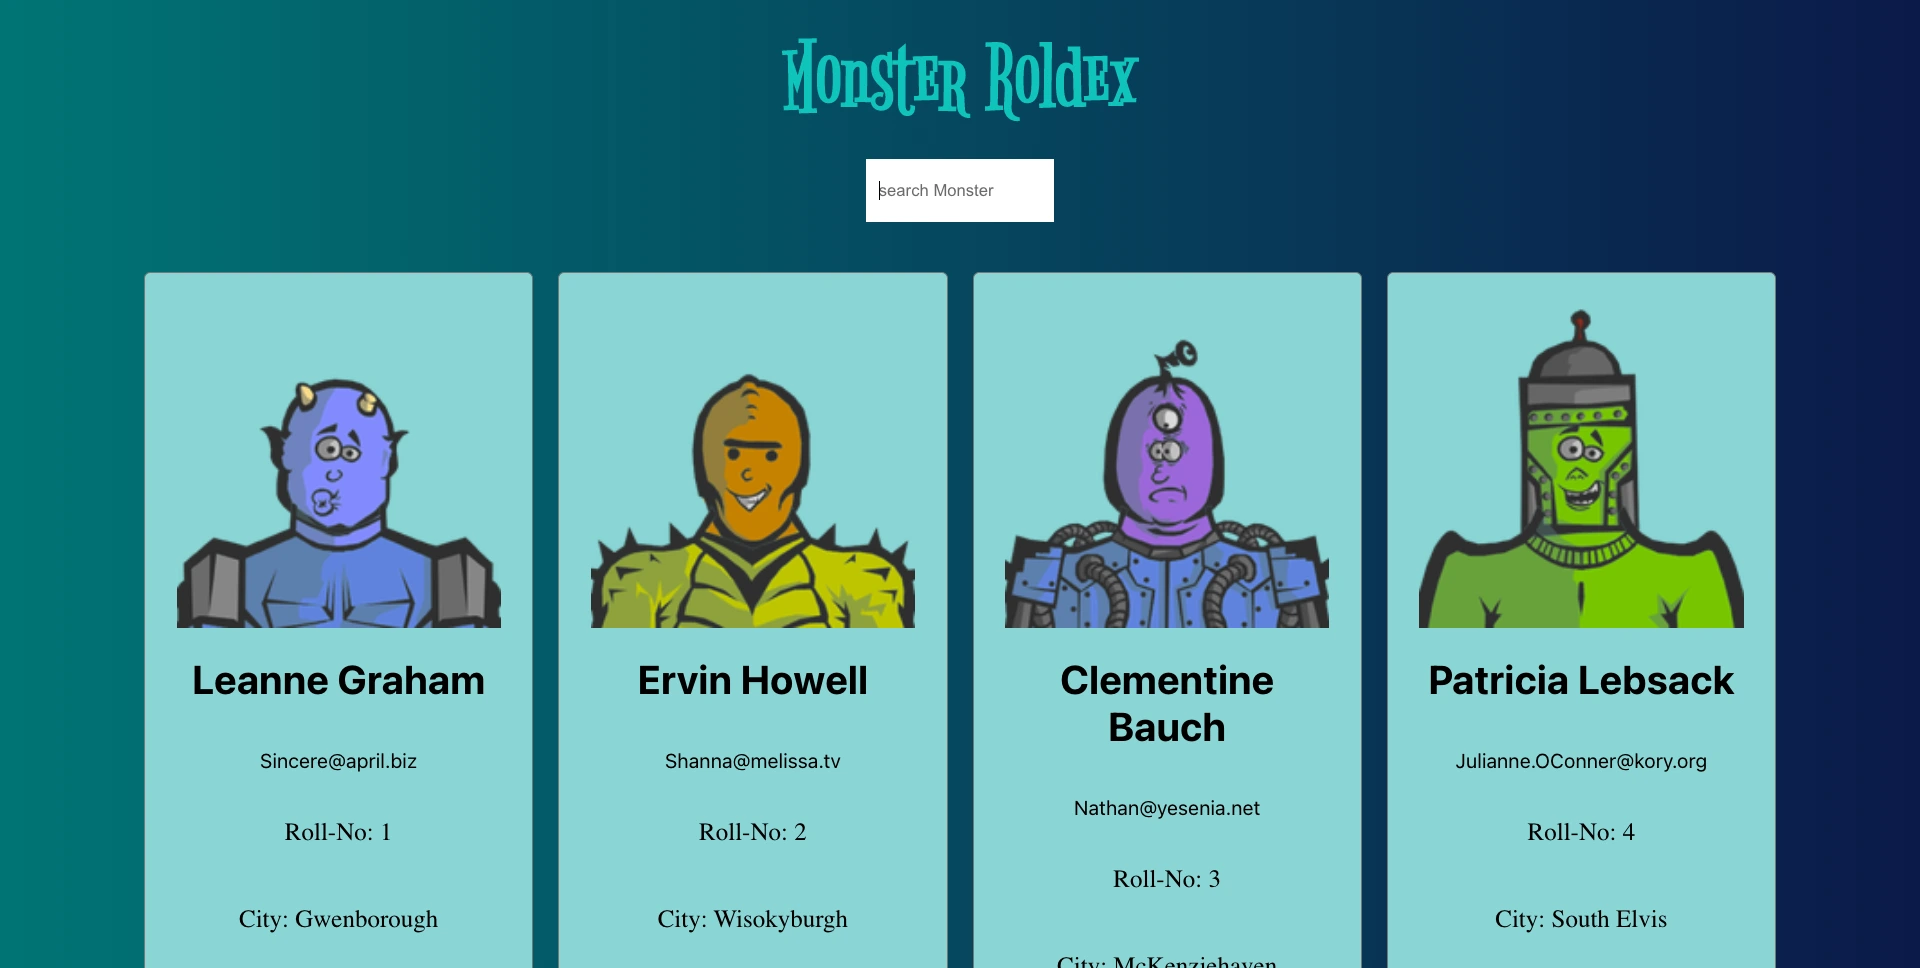 Monster Roldex
search Monster
Leanne Graham
Sincere@april.biz
Roll-No: 1
City: Gwenborough
Ervin Howell
Shanna@melissa.tv
Roll-No: 2
City: Wisokyburgh
Clementine
Bauch
Nathan@yesenia.net
Roll-No: 3
City: McKenziehaven
Patricia Lebsack
Julianne.OConner@kory.org
Roll-No: 4
City: South Elvis